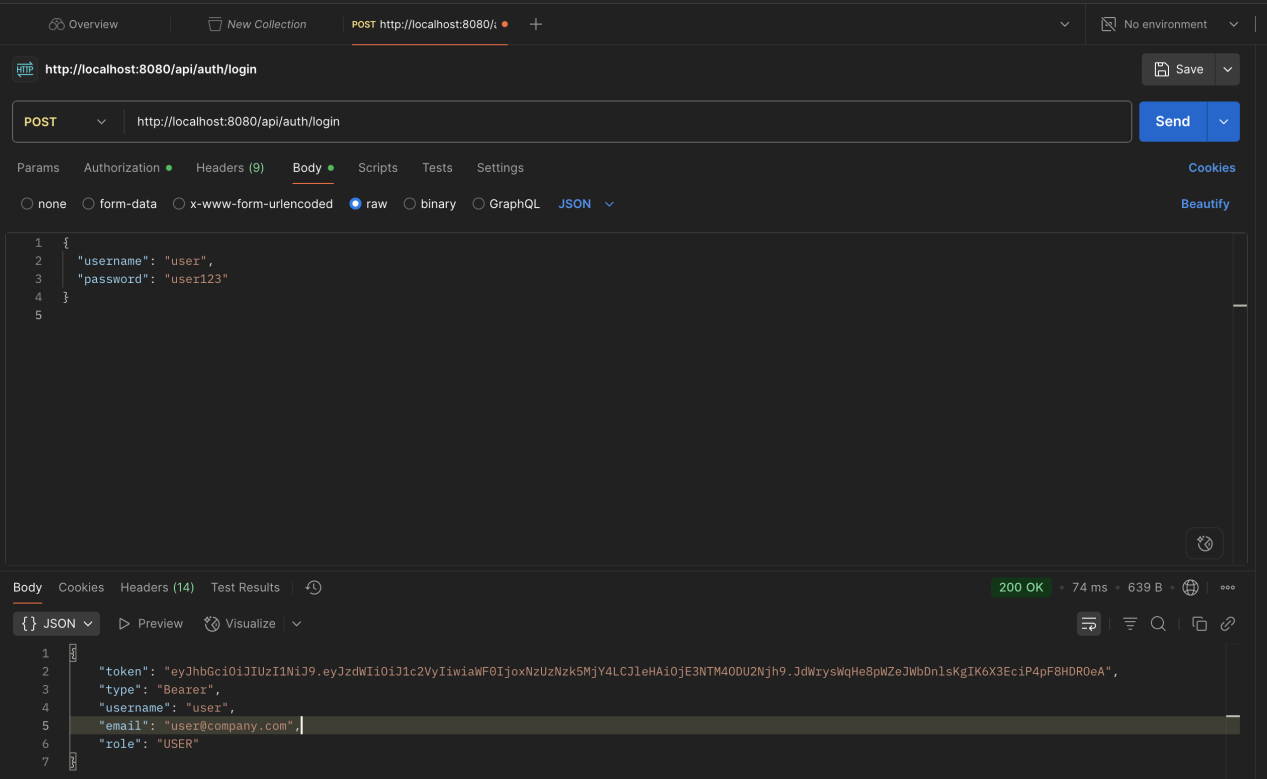 Overview
New Collection
POST http://localhost:8080/a
No environment
HTTP http://localhost:8080/api/auth/login
Save
POST http://localhost:8080/api/auth/login
Send
Params Authorization Headers (9) Body Scripts Tests Settings Cookies
none form-data x-www-form-urlencoded raw binary GraphQL JSON Beautify
1 {
2 "username": "user",
3 "password": "user123"
4 }
5
Body Cookies Headers (14) Test Results 200 OK • 74 ms • 639 B
{} JSON Preview Visualize
1 {
2 "token": "eyJhbGciOiJIUzI1NiJ9.eyJzdWIiOiJ1c2VyIiwiaWF0IjoxNzUzNzk5MjY4LCJleHAiOjE3NTM4ODU2Njh9.JdWrysWqHe8pWZeJWbDnlsKgIK6X3EciP4pF8HDROeA",
3 "type": "Bearer",
4 "username": "user",
5 "email": "user@company.com",
6 "role": "USER"
7 }